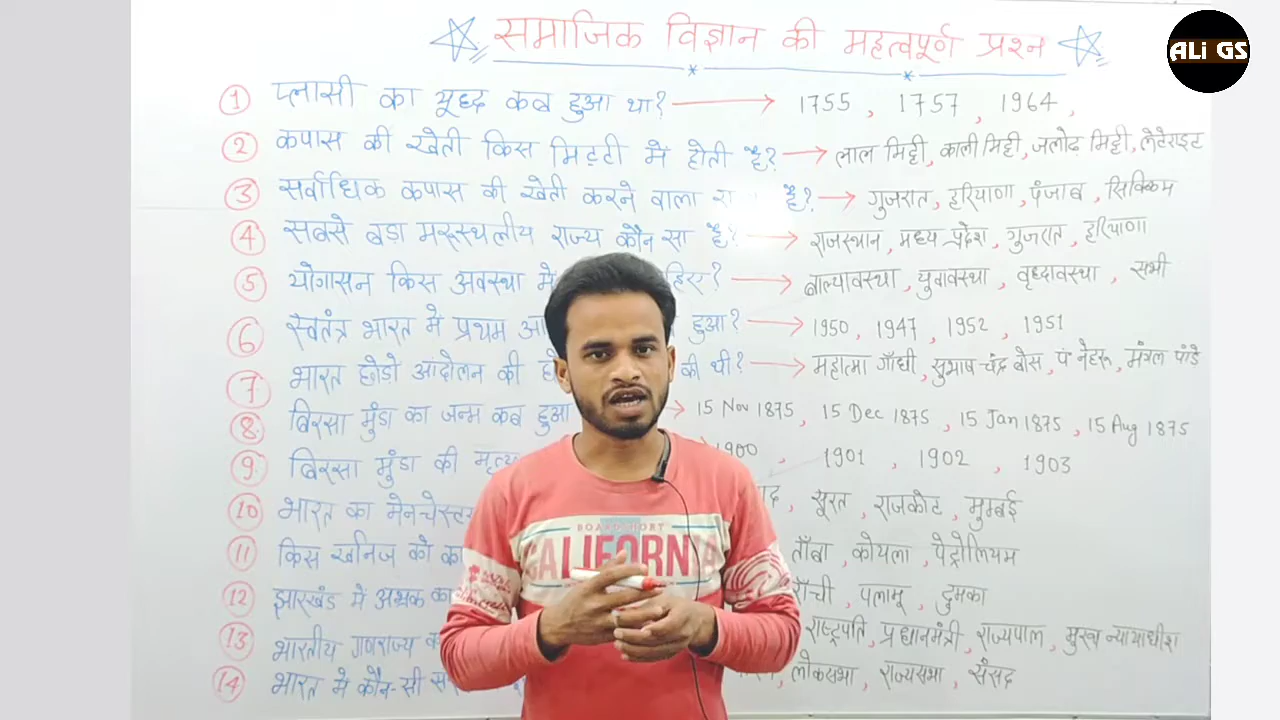 समाजिक विज्ञान की महत्वपूर्ण प्रश्न
ALi GS
1 प्लासी का यूद्ध कब हुआ था? → 1755 , 1757 , 1964 ,
2 कपास की खेती किस मिट्टी में होती है? → लाल मिट्टी, काली मिट्टी, जलोढ़ मिट्टी, लेटेराइट
3 सर्वाधिक कपास की खेती करने वाला है? → गुजरात, हरियाणा, पंजाब, सिक्किम
4 सबसे बड़ा मरूस्थलीय राज्य कौन सा है? → राजस्थान, मध्य प्रदेश, गुजरात, हरियाणा
5 योगासन किस अवस्था में → बाल्यावस्था, युवावस्था, वृध्दावस्था, सभी
6 स्वतंत्र भारत में प्रथम हुआ? → 1950, 1947, 1952, 1951
7 भारत छोडो आंदोलन की की थी? → महात्मा गाँधी, सुभाष चंद्र बोस, पं नेहरू, मंगल पांडे
8 बिरसा मुंडा का जन्म कब हुआ → 15 Nov 1875, 15 Dec 1875, 15 Jan 1875, 15 Aug 1875
9 बिरसा मुंडा की 1900 , 1901 , 1902 , 1903
10 भारत का , सूरत, राजकोट, मुम्बई
11 किस खनिज को ताँबा, कोयला, पेट्रोलियम
12 झारखंड में अभ्रक का , पलामू, दुमका
13 भारतीय गणराज्य राष्ट्रपति, प्रधानमंत्री, राज्यपाल, मुख्य न्यायाधीश
14 भारत में कौन-सी , लोकसभा, राज्यसभा, संसद
BOARD SHORT
CALIFORNIA